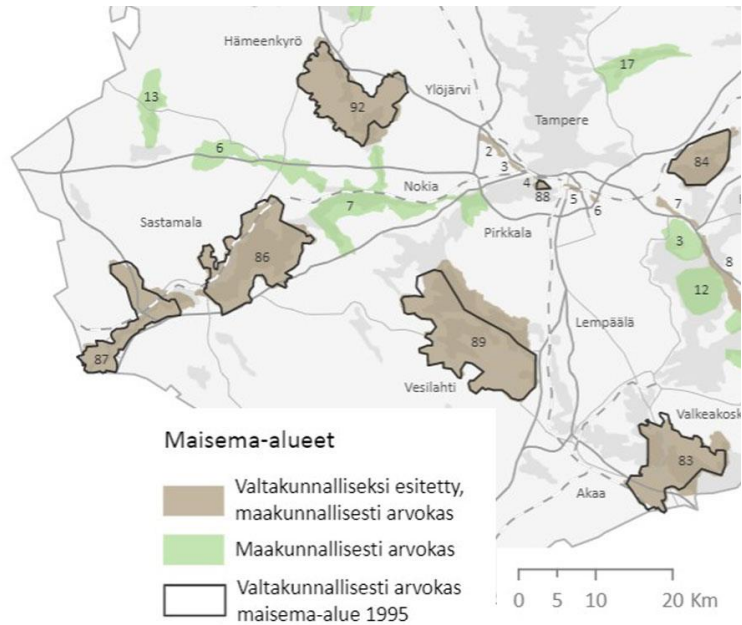 Hämeenkyrö
17
13
92
Ylöjärvi
Tampere
6
2
3
84
4
88
5
6
7
Nokia
7
Sastamala
Pirkkala
3
86
8
12
Lempäälä
89
87
Vesilahti
Valkeakosk
83
Akaa
Maisema-alueet
Valtakunnalliseksi esitetty,
maakunnallisesti arvokas
Maakunnallisesti arvokas
Valtakunnallisesti arvokas
maisema-alue 1995
0 5 10 20 Km